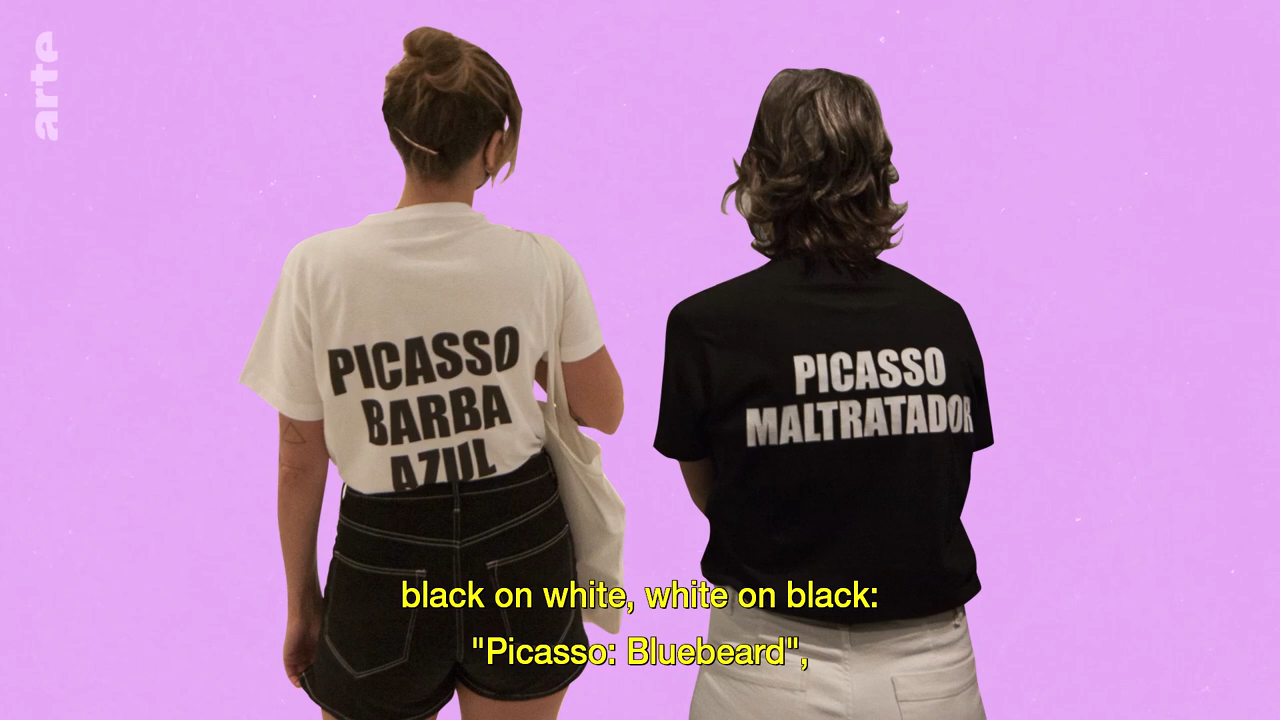 arte
PICASSO
BARBA
AZUL
PICASSO
MALTRATADOR
black on white, white on black:
"Picasso: Bluebeard",